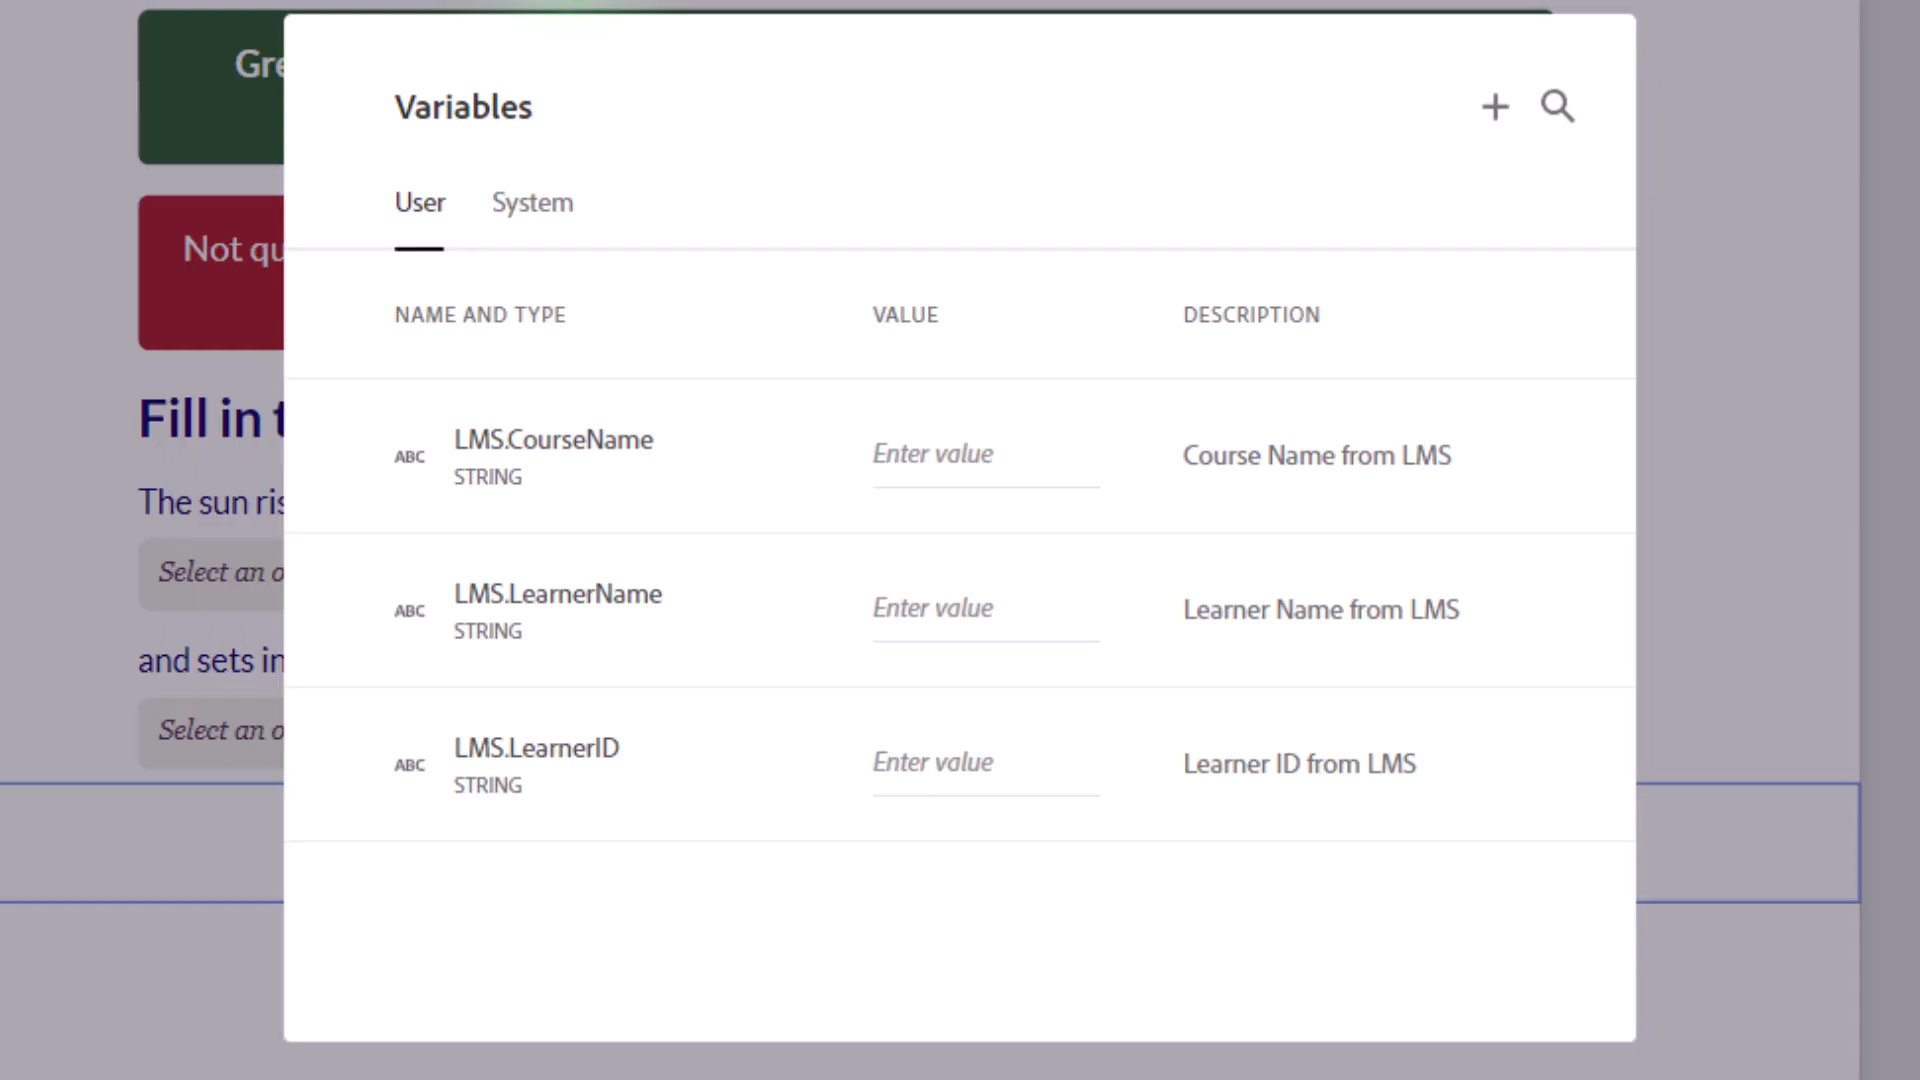 Gre
Variables
Not qu
User System
NAME AND TYPE VALUE DESCRIPTION
Fill in t
LMS.CourseName
ABC Enter value Course Name from LMS
STRING
The sun ris
Select an o
LMS.LearnerName
ABC Enter value Learner Name from LMS
STRING
and sets in
Select an o
LMS.LearnerID
ABC Enter value Learner ID from LMS
STRING